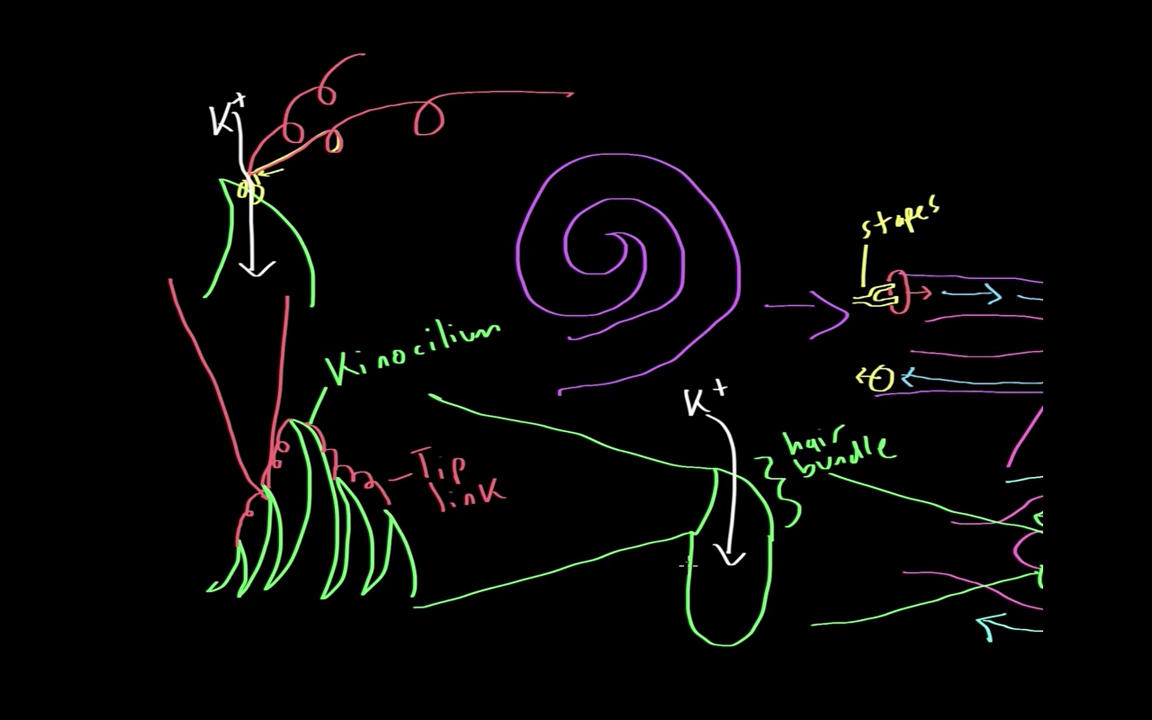 K+
stapes
Kinocilium
K+
hair
bundle
Tip
link